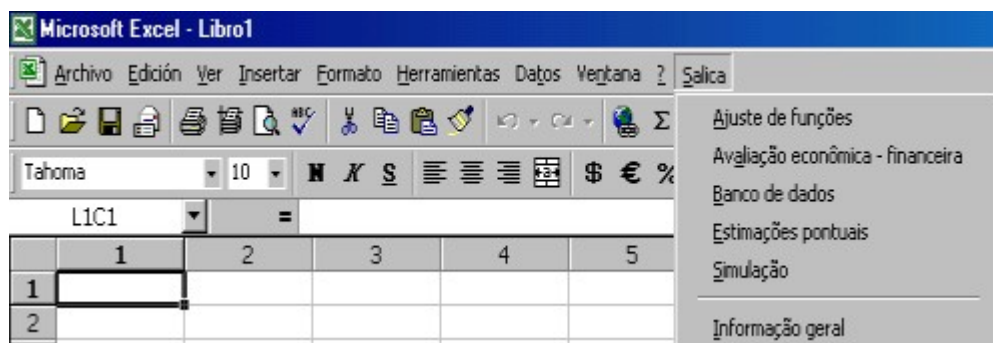 Microsoft Excel - Libro1
Archivo Edición Ver Insertar Formato Herramientas Datos Ventana ? Salica
ABC Σ
Tahoma 10 N K S $ € %
L1C1 =
1 2 3 4 5
1
2
Ajuste de funções
Avaliação econômica - financeira
Banco de dados
Estimações pontuais
Simulação
Informação geral